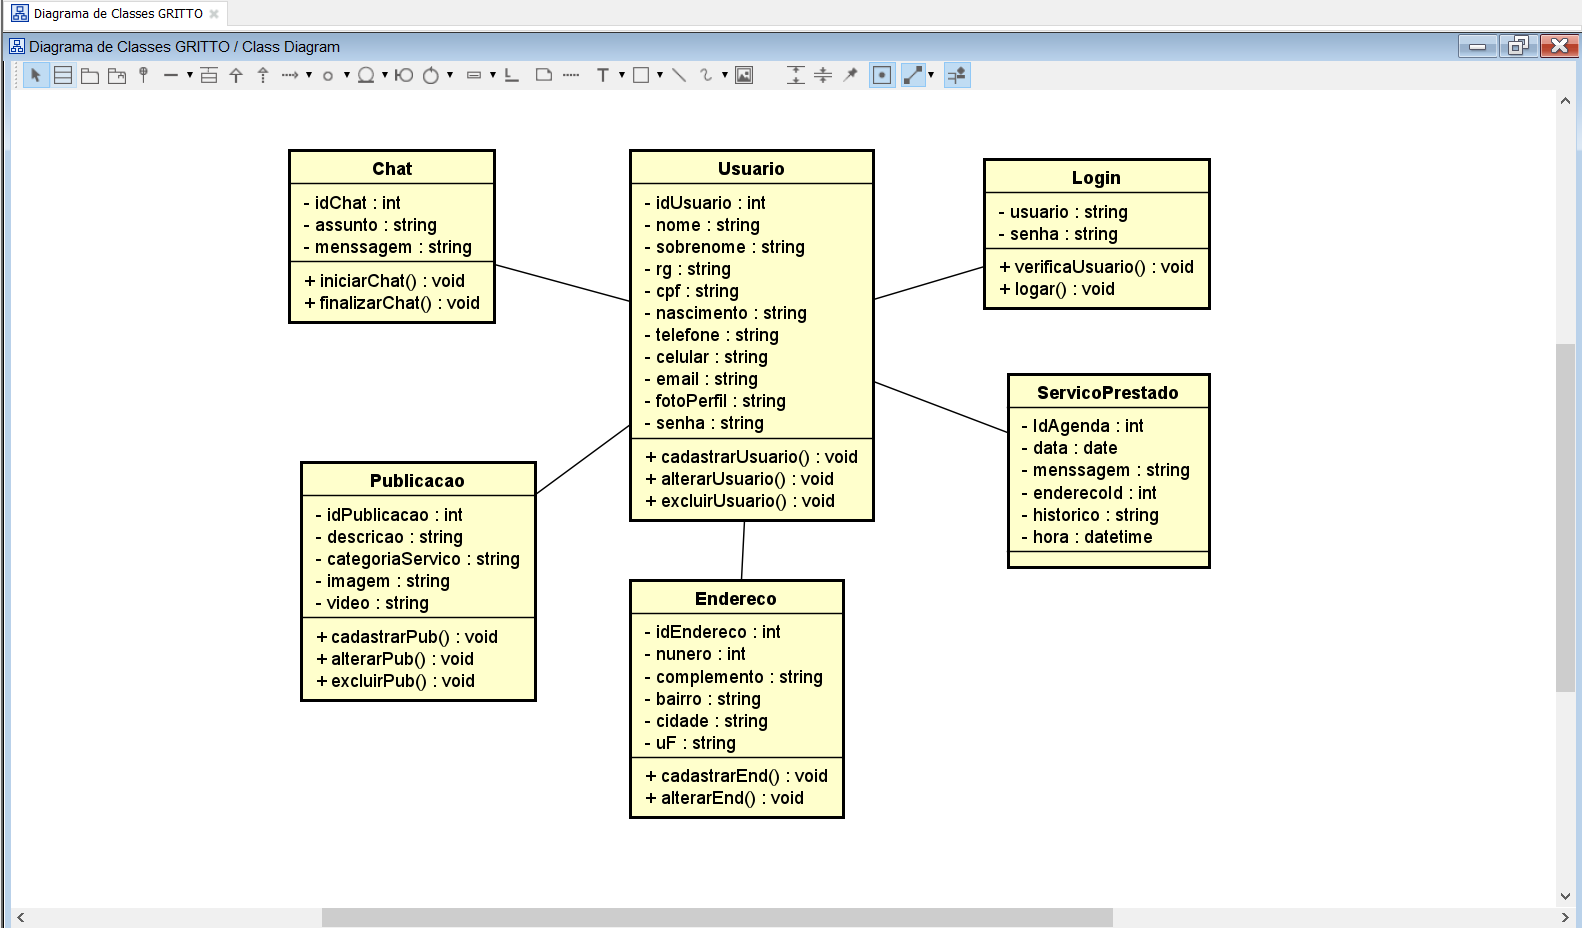 Diagrama de Classes GRITTO
Diagrama de Classes GRITTO / Class Diagram
T
Chat
- idChat : int
- assunto : string
- menssagem : string
+ iniciarChat() : void
+ finalizarChat() : void
Usuario
- idUsuario : int
- nome : string
- sobrenome : string
- rg : string
- cpf : string
- nascimento : string
- telefone : string
- celular : string
- email : string
- fotoPerfil : string
- senha : string
+ cadastrarUsuario() : void
+ alterarUsuario() : void
+ excluirUsuario() : void
Login
- usuario : string
- senha : string
+ verificaUsuario() : void
+ logar() : void
ServicoPrestado
- IdAgenda : int
- data : date
- menssagem : string
- enderecoId : int
- historico : string
- hora : datetime
Publicacao
- idPublicacao : int
- descricao : string
- categoriaServico : string
- imagem : string
- video : string
+ cadastrarPub() : void
+ alterarPub() : void
+ excluirPub() : void
Endereco
- idEndereco : int
- nunero : int
- complemento : string
- bairro : string
- cidade : string
- uF : string
+ cadastrarEnd() : void
+ alterarEnd() : void